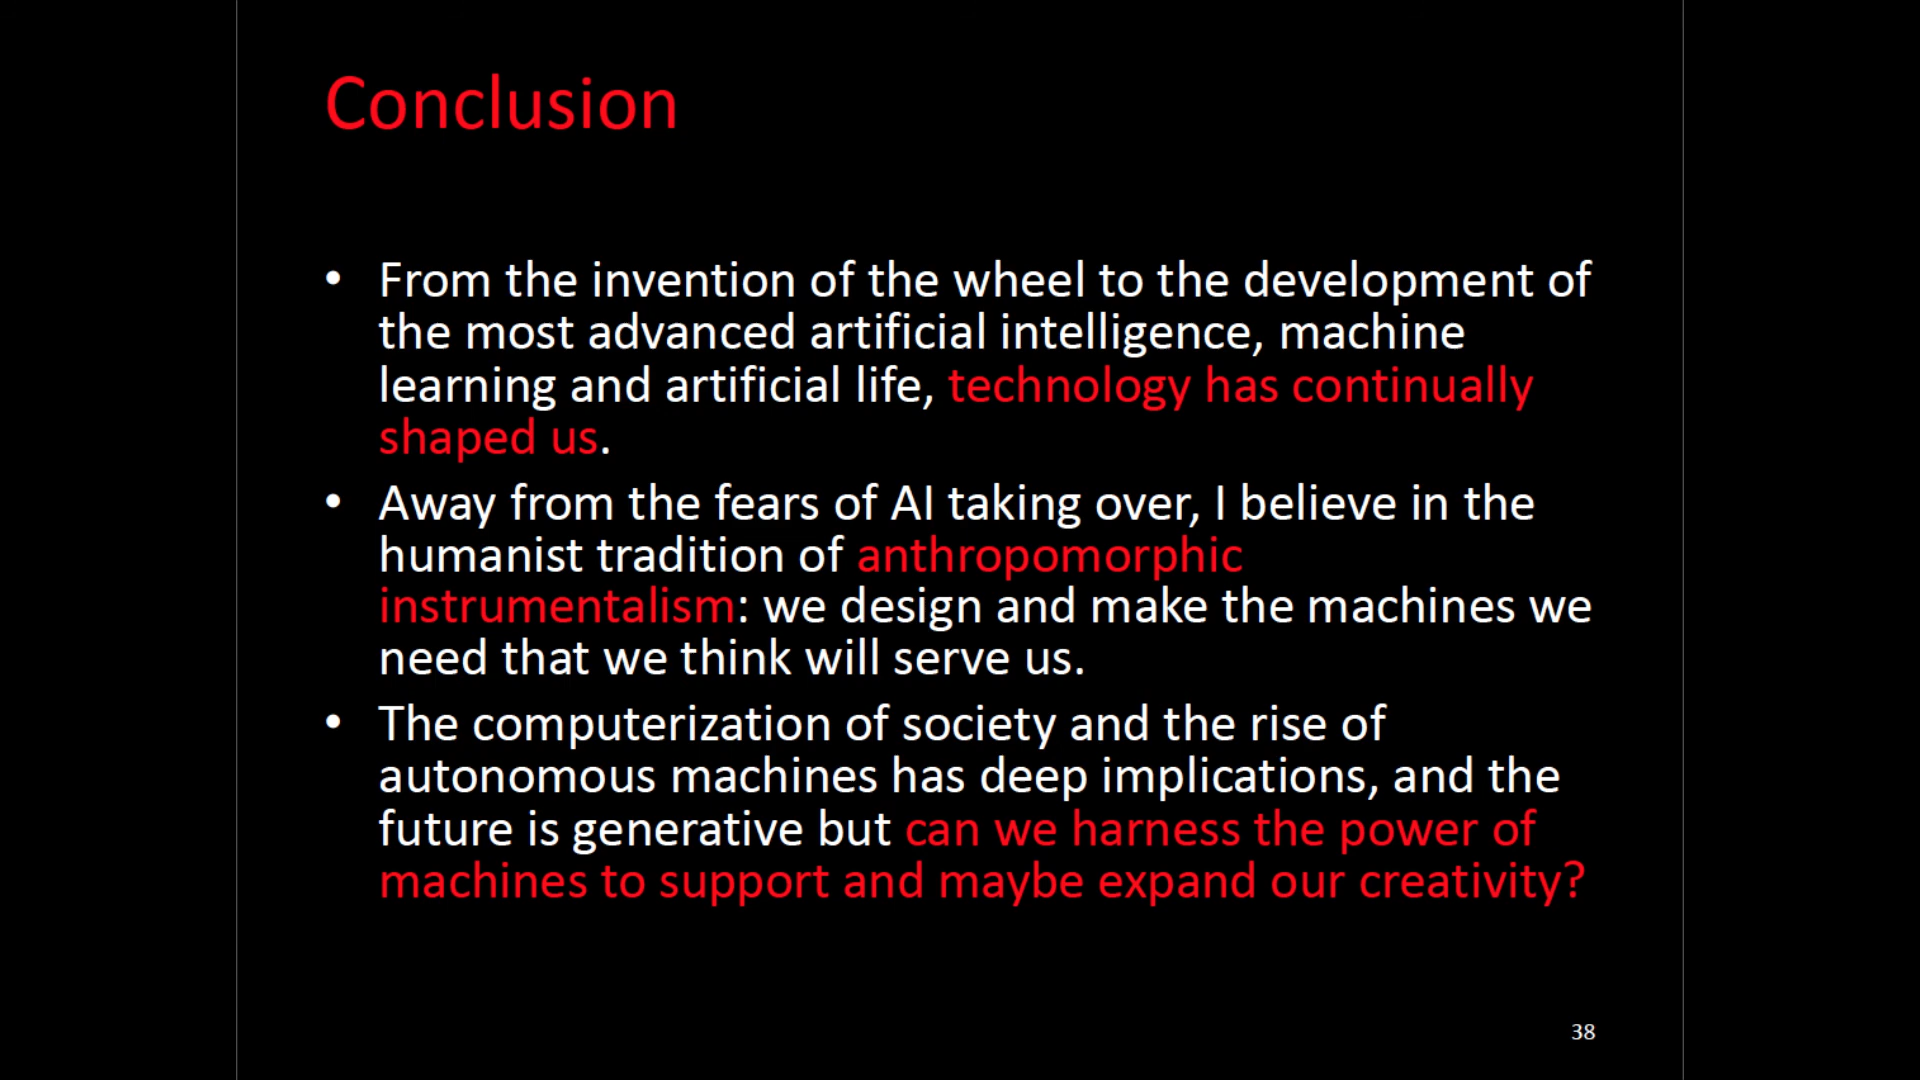 Conclusion
• From the invention of the wheel to the development of
the most advanced artificial intelligence, machine
learning and artificial life, technology has continually
shaped us.
• Away from the fears of AI taking over, I believe in the
humanist tradition of anthropomorphic
instrumentalism: we design and make the machines we
need that we think will serve us.
• The computerization of society and the rise of
autonomous machines has deep implications, and the
future is generative but can we harness the power of
machines to support and maybe expand our creativity?
38